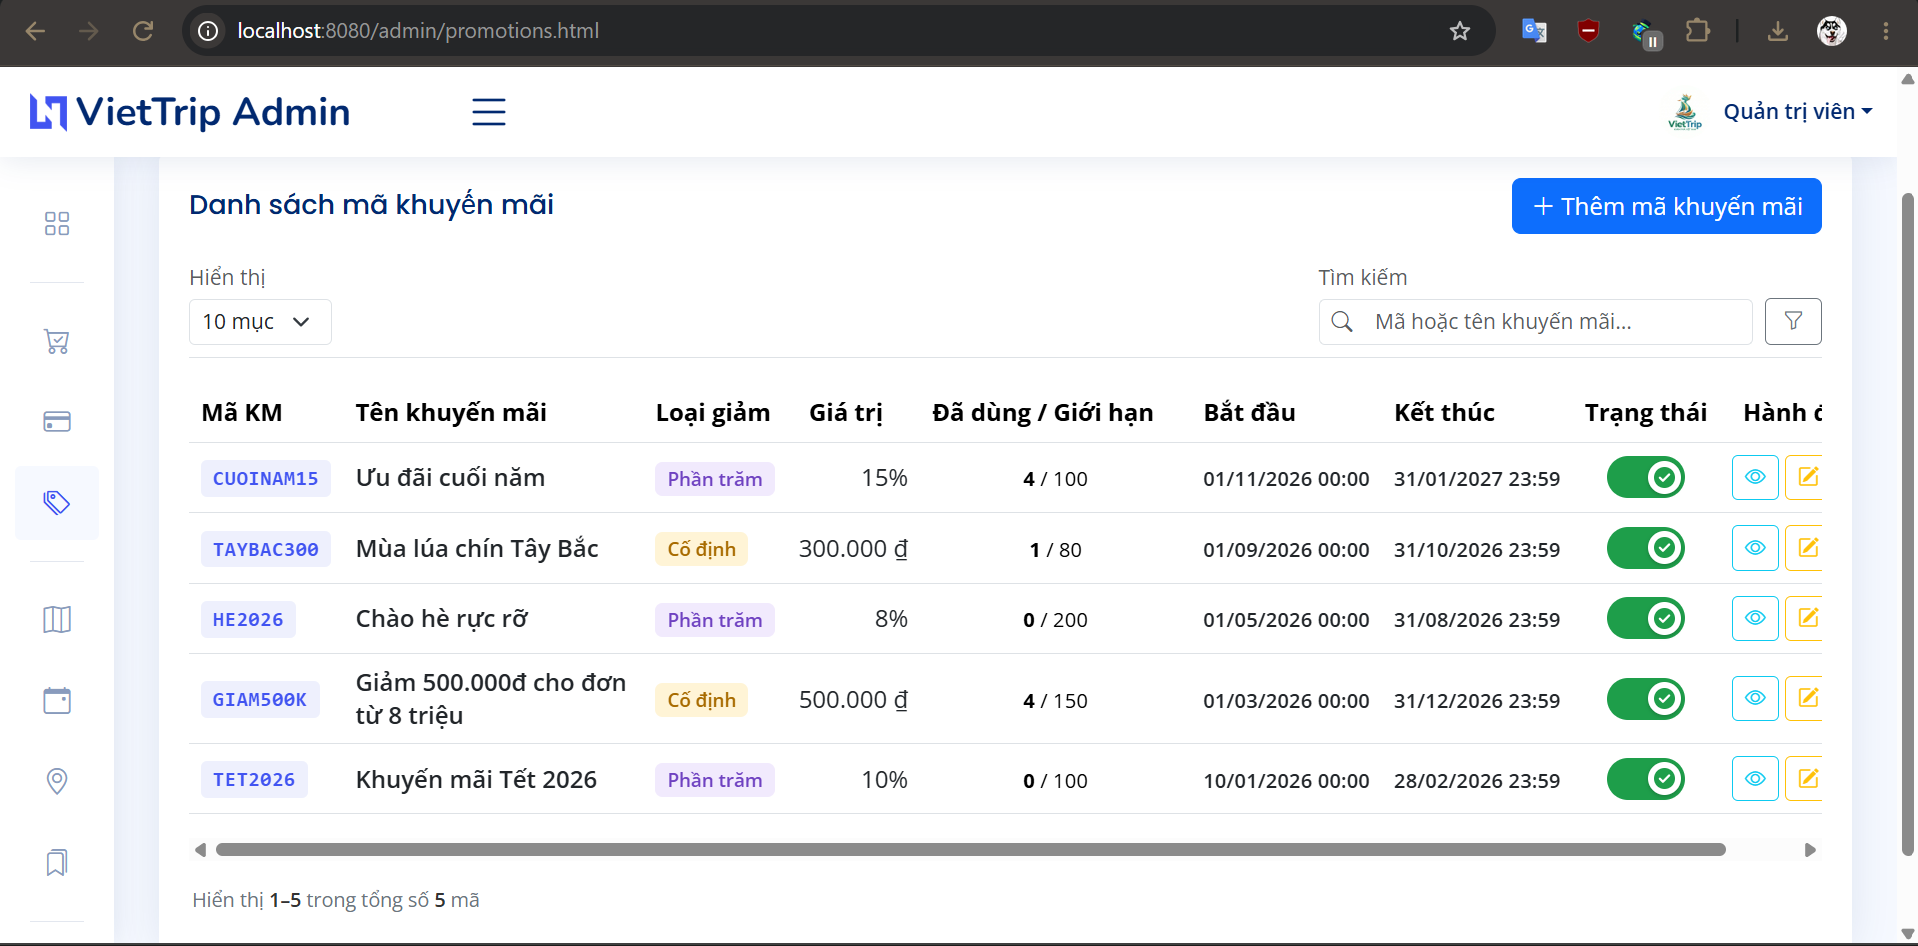 localhost:8080/admin/promotions.html
VietTrip Admin
VietTrip
Quản trị viên
Danh sách mã khuyến mãi
+ Thêm mã khuyến mãi
Hiển thị
Tìm kiếm
10 mục
Mã hoặc tên khuyến mãi...
Mã KM Tên khuyến mãi Loại giảm Giá trị Đã dùng / Giới hạn Bắt đầu Kết thúc Trạng thái Hành đ
CUOINAM15 Ưu đãi cuối năm Phần trăm 15% 4 / 100 01/11/2026 00:00 31/01/2027 23:59
TAYBAC300 Mùa lúa chín Tây Bắc Cố định 300.000 ₫ 1 / 80 01/09/2026 00:00 31/10/2026 23:59
HE2026 Chào hè rực rỡ Phần trăm 8% 0 / 200 01/05/2026 00:00 31/08/2026 23:59
GIAM500K Giảm 500.000đ cho đơn từ 8 triệu Cố định 500.000 ₫ 4 / 150 01/03/2026 00:00 31/12/2026 23:59
TET2026 Khuyến mãi Tết 2026 Phần trăm 10% 0 / 100 10/01/2026 00:00 28/02/2026 23:59
Hiển thị 1–5 trong tổng số 5 mã